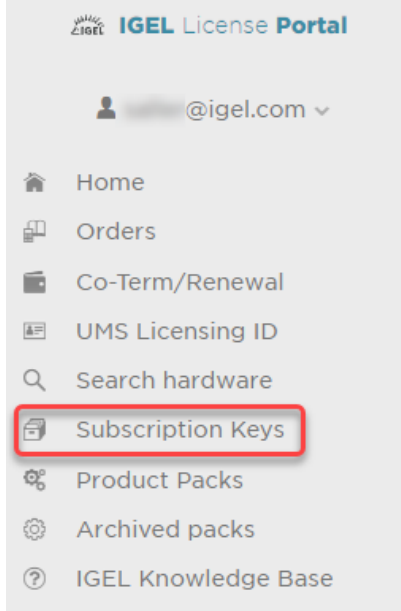 IGEL IGEL License Portal
@igel.com
Home
Orders
Co-Term/Renewal
UMS Licensing ID
Search hardware
Subscription Keys
Product Packs
Archived packs
IGEL Knowledge Base